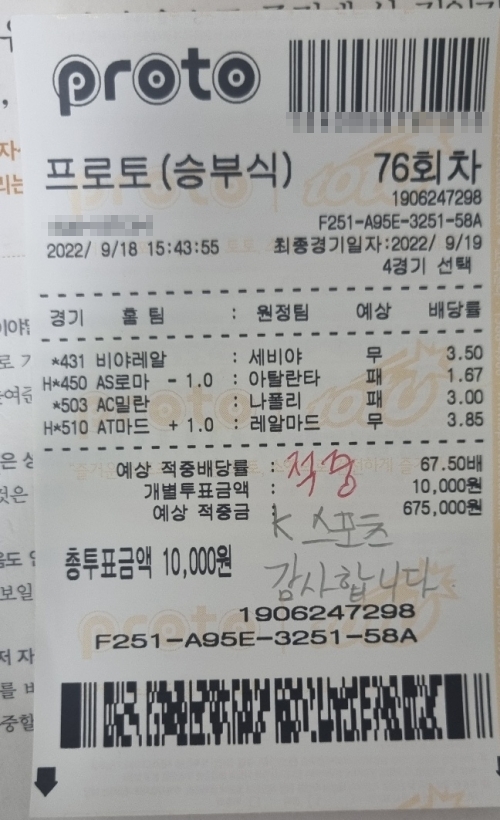 proto
프로토(승부식) 76회차
1906247298
F251-A95E-3251-58A
2022/ 9/18 15:43:55 최종경기일자:2022/ 9/19
4경기 선택
경기 홀 팀 : 원정팀 예상 배당률
*431 비야레알 : 세비야 무 3.50
H*450 AS로마 - 1.0 : 아탈란타 패 1.67
*503 AC밀란 : 나폴리 패 3.00
H*510 AT마드 + 1.0 : 레알마드 무 3.85
예상 적중배당률 : 67.50배
개별투표금액 : 10,000원
예상 적중금 : 675,000원
적중
K 스포츠
총투표금액 10,000원
감사합니다.
1906247298
F251-A95E-3251-58A